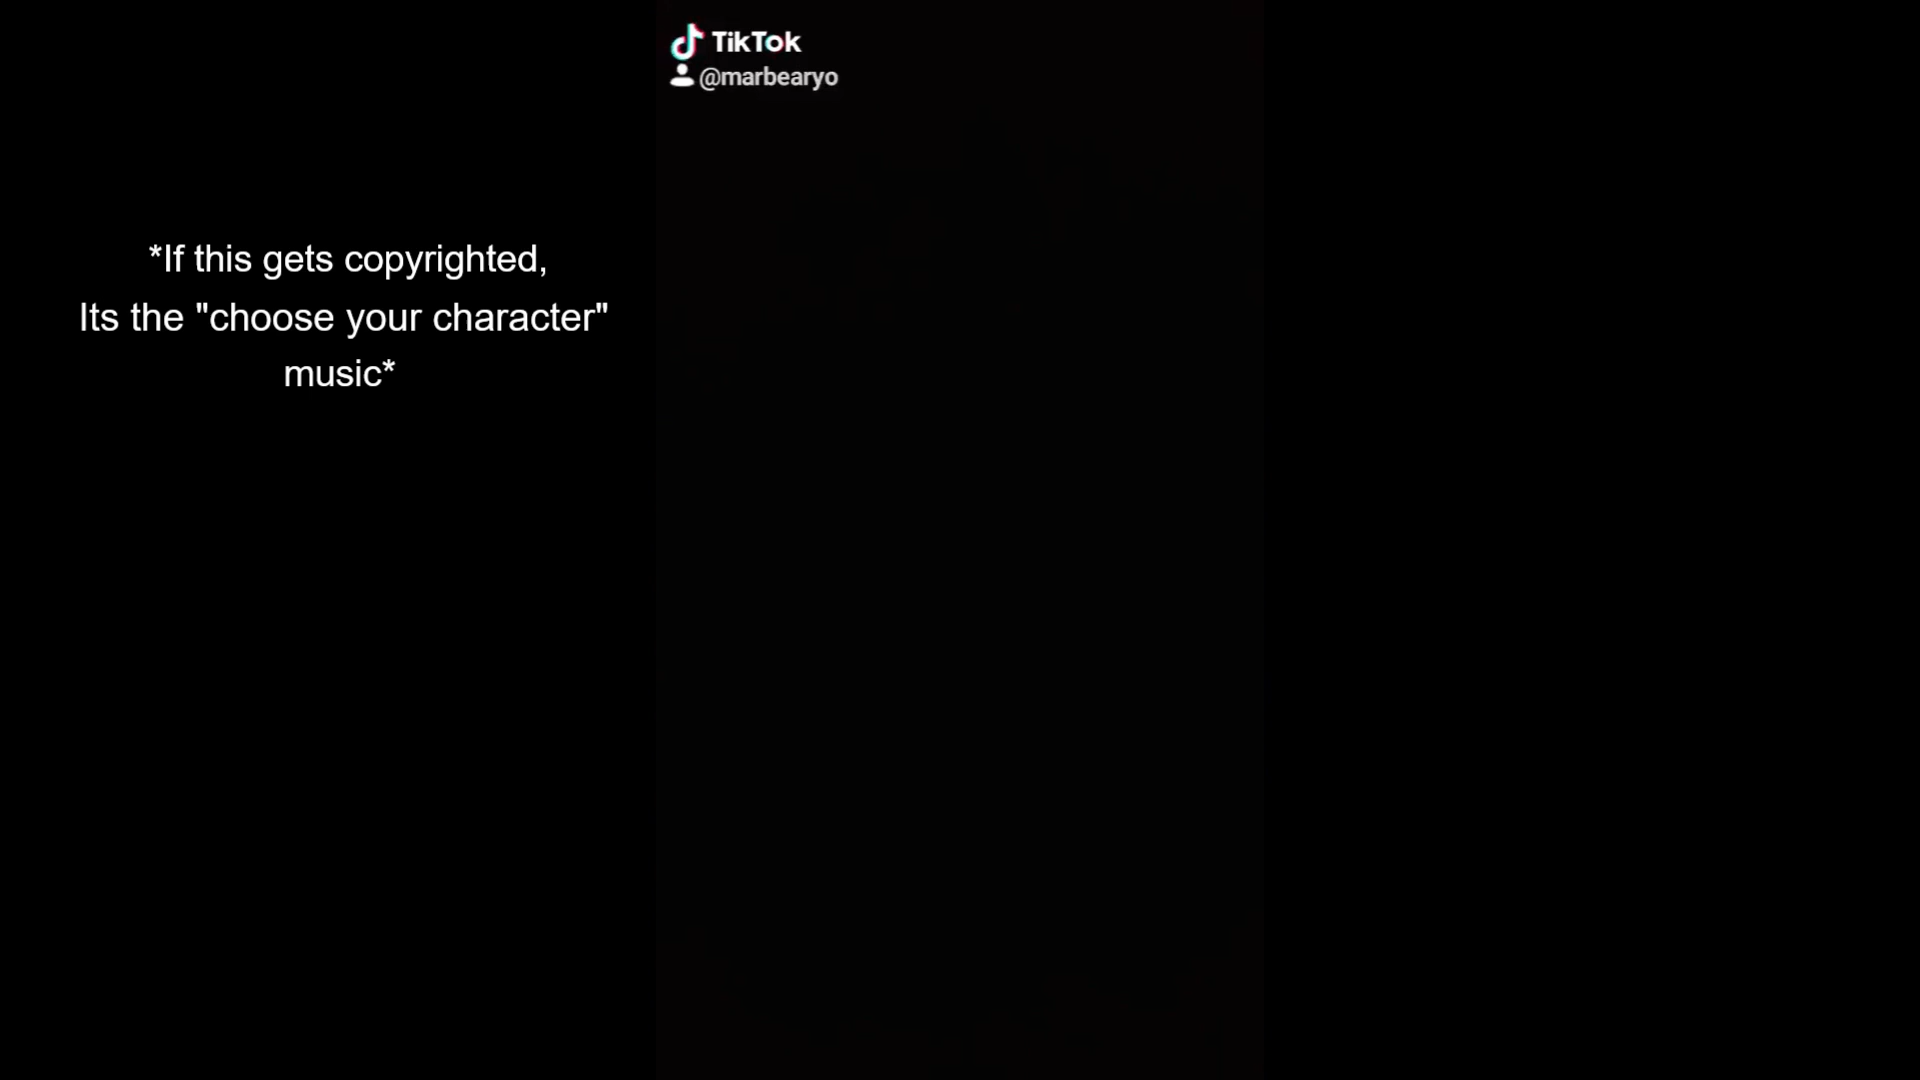 TikTok
@marbearyo
*If this gets copyrighted,
Its the "choose your character"
music*